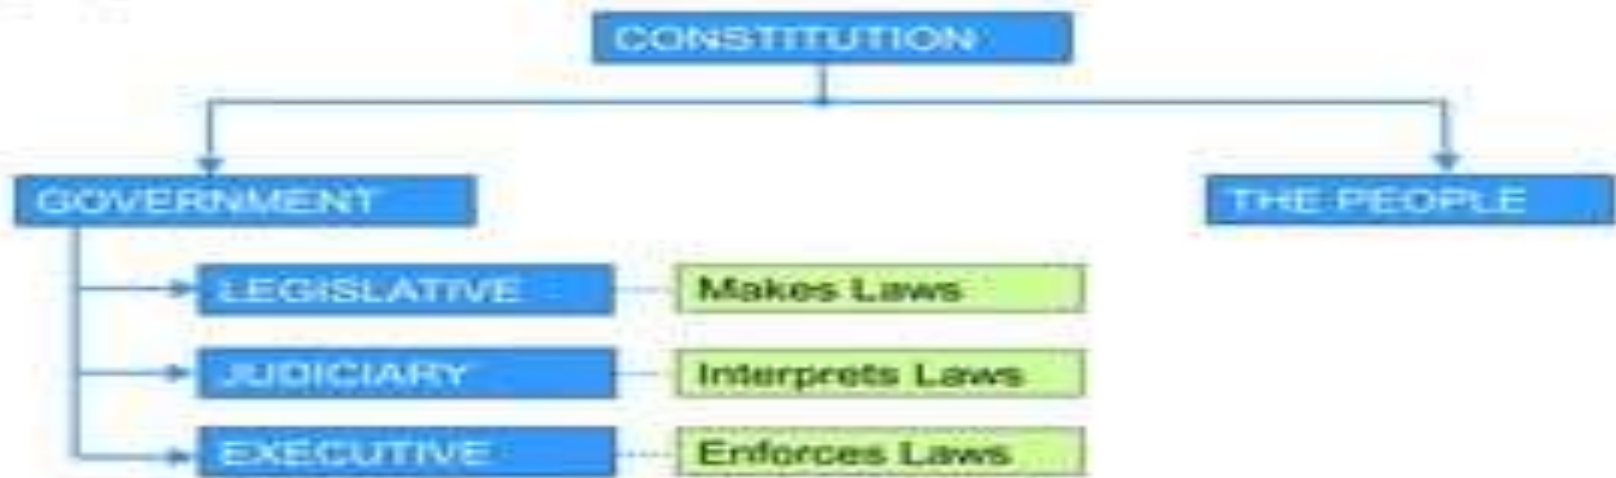 CONSTITUTION
GOVERNMENT
THE PEOPLE
LEGISLATIVE
Makes Laws
JUDICIARY
Interprets Laws
EXECUTIVE
Enforces Laws